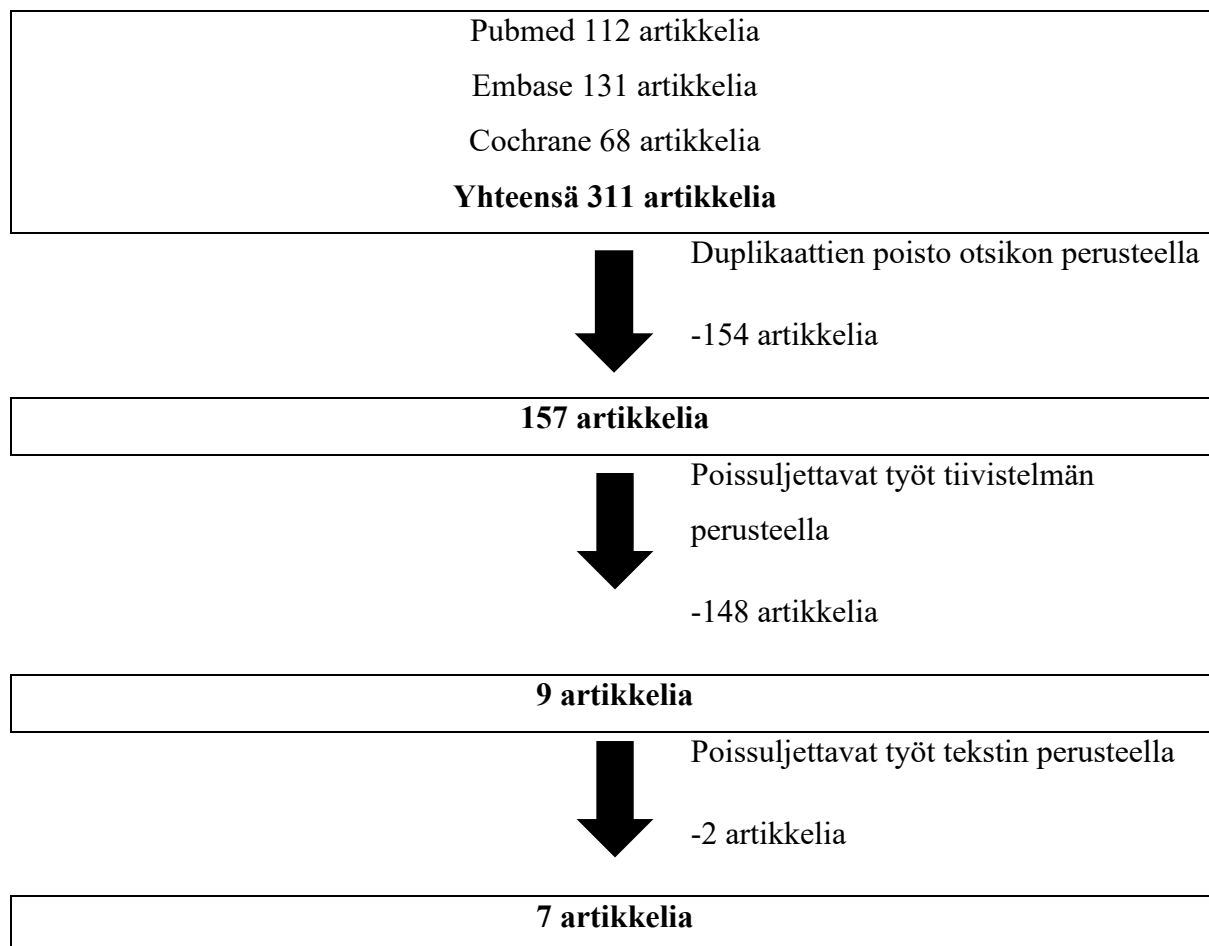 Pubmed 112 artikkelia
Embase 131 artikkelia
Cochrane 68 artikkelia
Yhteensä 311 artikkelia
Duplikaattien poisto otsikon perusteella
-154 artikkelia
157 artikkelia
Poissuljettavat työt tiivistelmän
perusteella
-148 artikkelia
9 artikkelia
Poissuljettavat työt tekstin perusteella
-2 artikkelia
7 artikkelia